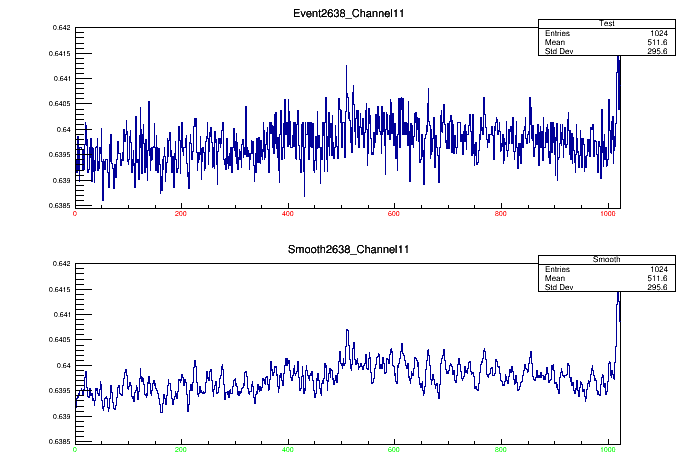 Event2638_Channel11
Test
Entries 1024
Mean 511.6
Std Dev 295.6
0.642
0.6415
0.641
0.6405
0.64
0.6395
0.639
0.6385
0 200 400 600 800 1000
Smooth2638_Channel11
Smooth
Entries 1024
Mean 511.6
Std Dev 295.6
0.642
0.6415
0.641
0.6405
0.64
0.6395
0.639
0.6385
0 200 400 600 800 1000